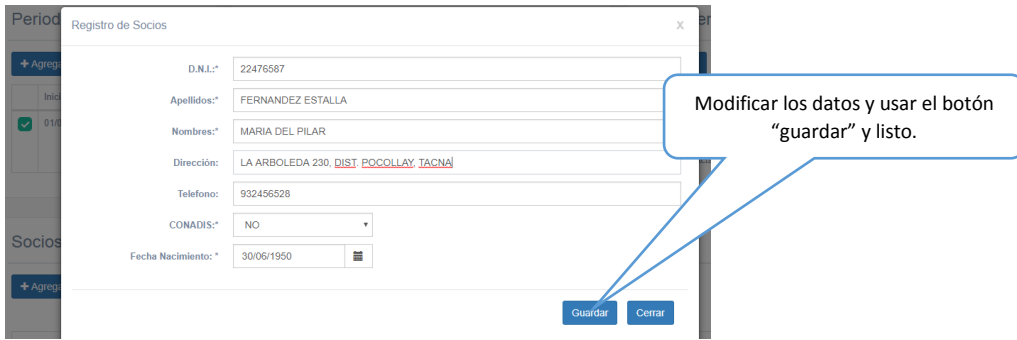 Period
Registro de Socios
x
er
+ Agrega
D.N.I.:* 22476587
Inici
Apellidos:* FERNANDEZ ESTALLA
01/0
Nombres:* MARIA DEL PILAR
Dirección: LA ARBOLEDA 230, DIST. POCOLLAY, TACNA
Telefono: 932456528
CONADIS:* NO
Socios
Fecha Nacimiento: * 30/06/1950
+ Agrega
Guardar Cerrar
Modificar los datos y usar el botón
“guardar” y listo.